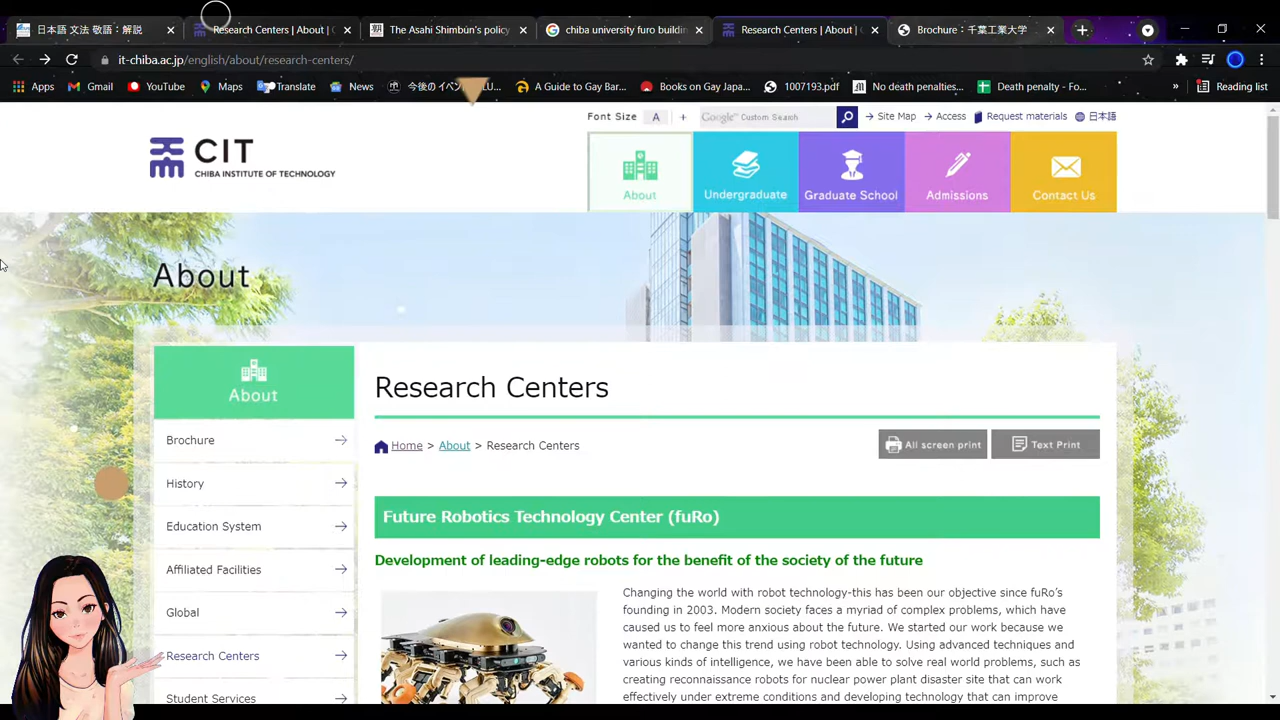 日本語 文法 敬語：解説
Research Centers | About |
The Asahi Shimbun's policy
chiba university furo buildin
Research Centers | About |
Brochure：千葉工業大学
it-chiba.ac.jp/english/about/research-centers/
Apps
Gmail
YouTube
Maps
Translate
News
今後のイベント
LU...
A Guide to Gay Bar...
Books on Gay Japa...
1007193.pdf
No death penalties...
Death penalty - Fo...
»
Reading list
Font Size A +
Google Custom Search
Site Map
Access
Request materials
日本語
CIT
CHIBA INSTITUTE OF TECHNOLOGY
About
Undergraduate
Graduate School
Admissions
Contact Us
About
About
Brochure
History
Education System
Affiliated Facilities
Global
Research Centers
Student Services
Research Centers
Home > About > Research Centers
All screen print
Text Print
Future Robotics Technology Center (fuRo)
Development of leading-edge robots for the benefit of the society of the future
Changing the world with robot technology-this has been our objective since fuRo's
founding in 2003. Modern society faces a myriad of complex problems, which have
caused us to feel more anxious about the future. We started our work because we
wanted to change this trend using robot technology. Using advanced techniques and
various kinds of intelligence, we have been able to solve real world problems, such as
creating reconnaissance robots for nuclear power plant disaster site that can work
effectively under extreme conditions and developing technology that can improve